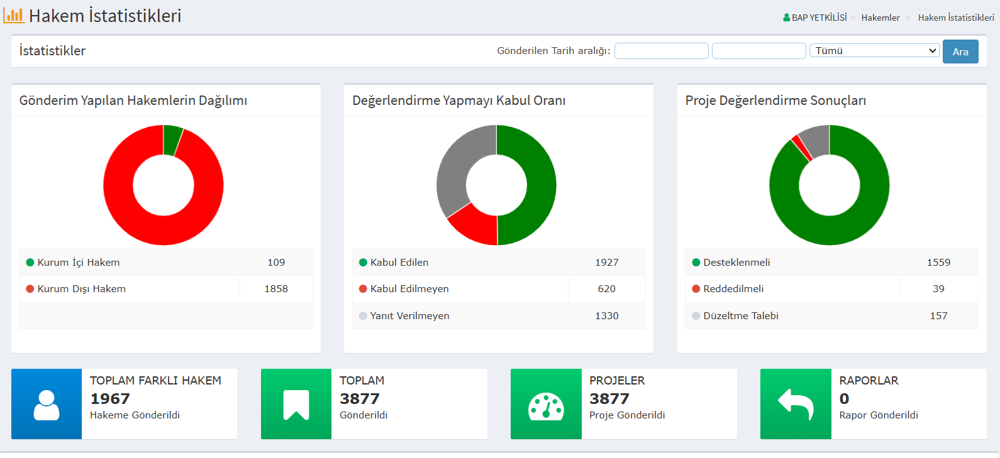 Hakem İstatistikleri
BAP YETKİLİSİ > Hakemler > Hakem İstatistikleri
İstatistikler
Gönderilen Tarih aralığı: Tümü Ara
Gönderim Yapılan Hakemlerin Dağılımı
Kurum İçi Hakem 109
Kurum Dışı Hakem 1858
Değerlendirme Yapmayı Kabul Oranı
Kabul Edilen 1927
Kabul Edilmeyen 620
Yanıt Verilmeyen 1330
Proje Değerlendirme Sonuçları
Desteklenmeli 1559
Reddedilmeli 39
Düzeltme Talebi 157
TOPLAM FARKLI HAKEM
1967
Hakeme Gönderildi
TOPLAM
3877
Gönderildi
PROJELER
3877
Proje Gönderildi
RAPORLAR
0
Rapor Gönderildi